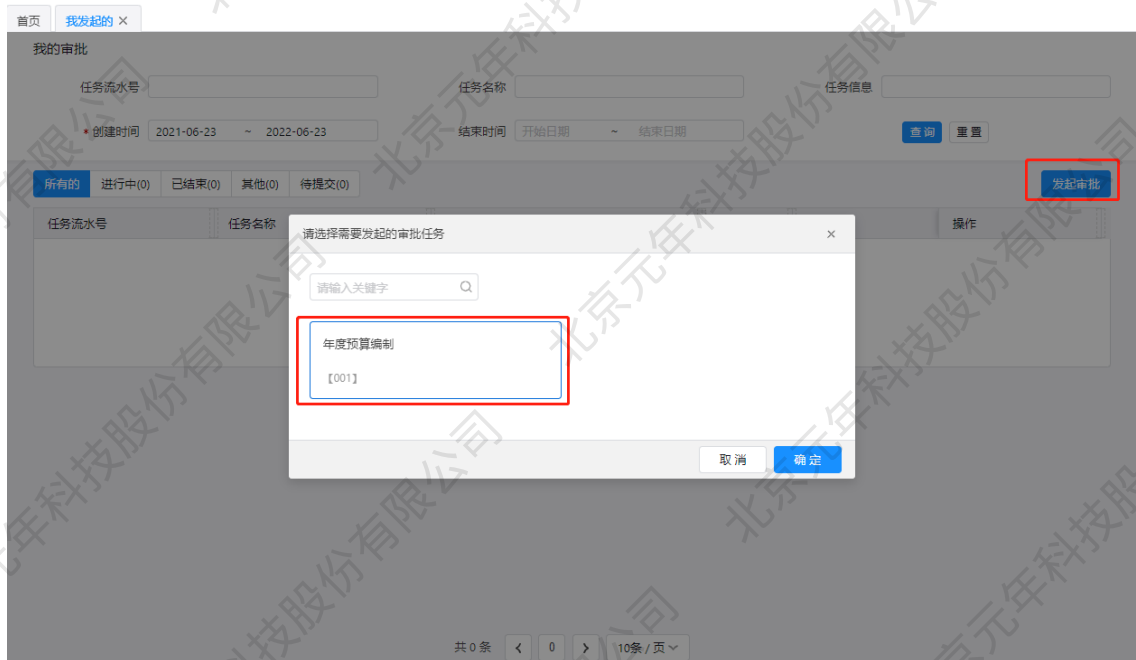 首页 我发起的 ×
我的审批
任务流水号 任务名称 任务信息
* 创建时间 2021-06-23 ~ 2022-06-23 结束时间 开始日期 ~ 结束日期 查询 重置
所有的 进行中(0) 已结束(0) 其他(0) 待提交(0) 发起审批
任务流水号 任务名称 操作
请选择需要发起的审批任务 ×
请输入关键字
年度预算编制
【001】
取消 确定
共 0 条 < 0 > 10条 / 页
北京元年科技股份有限公司